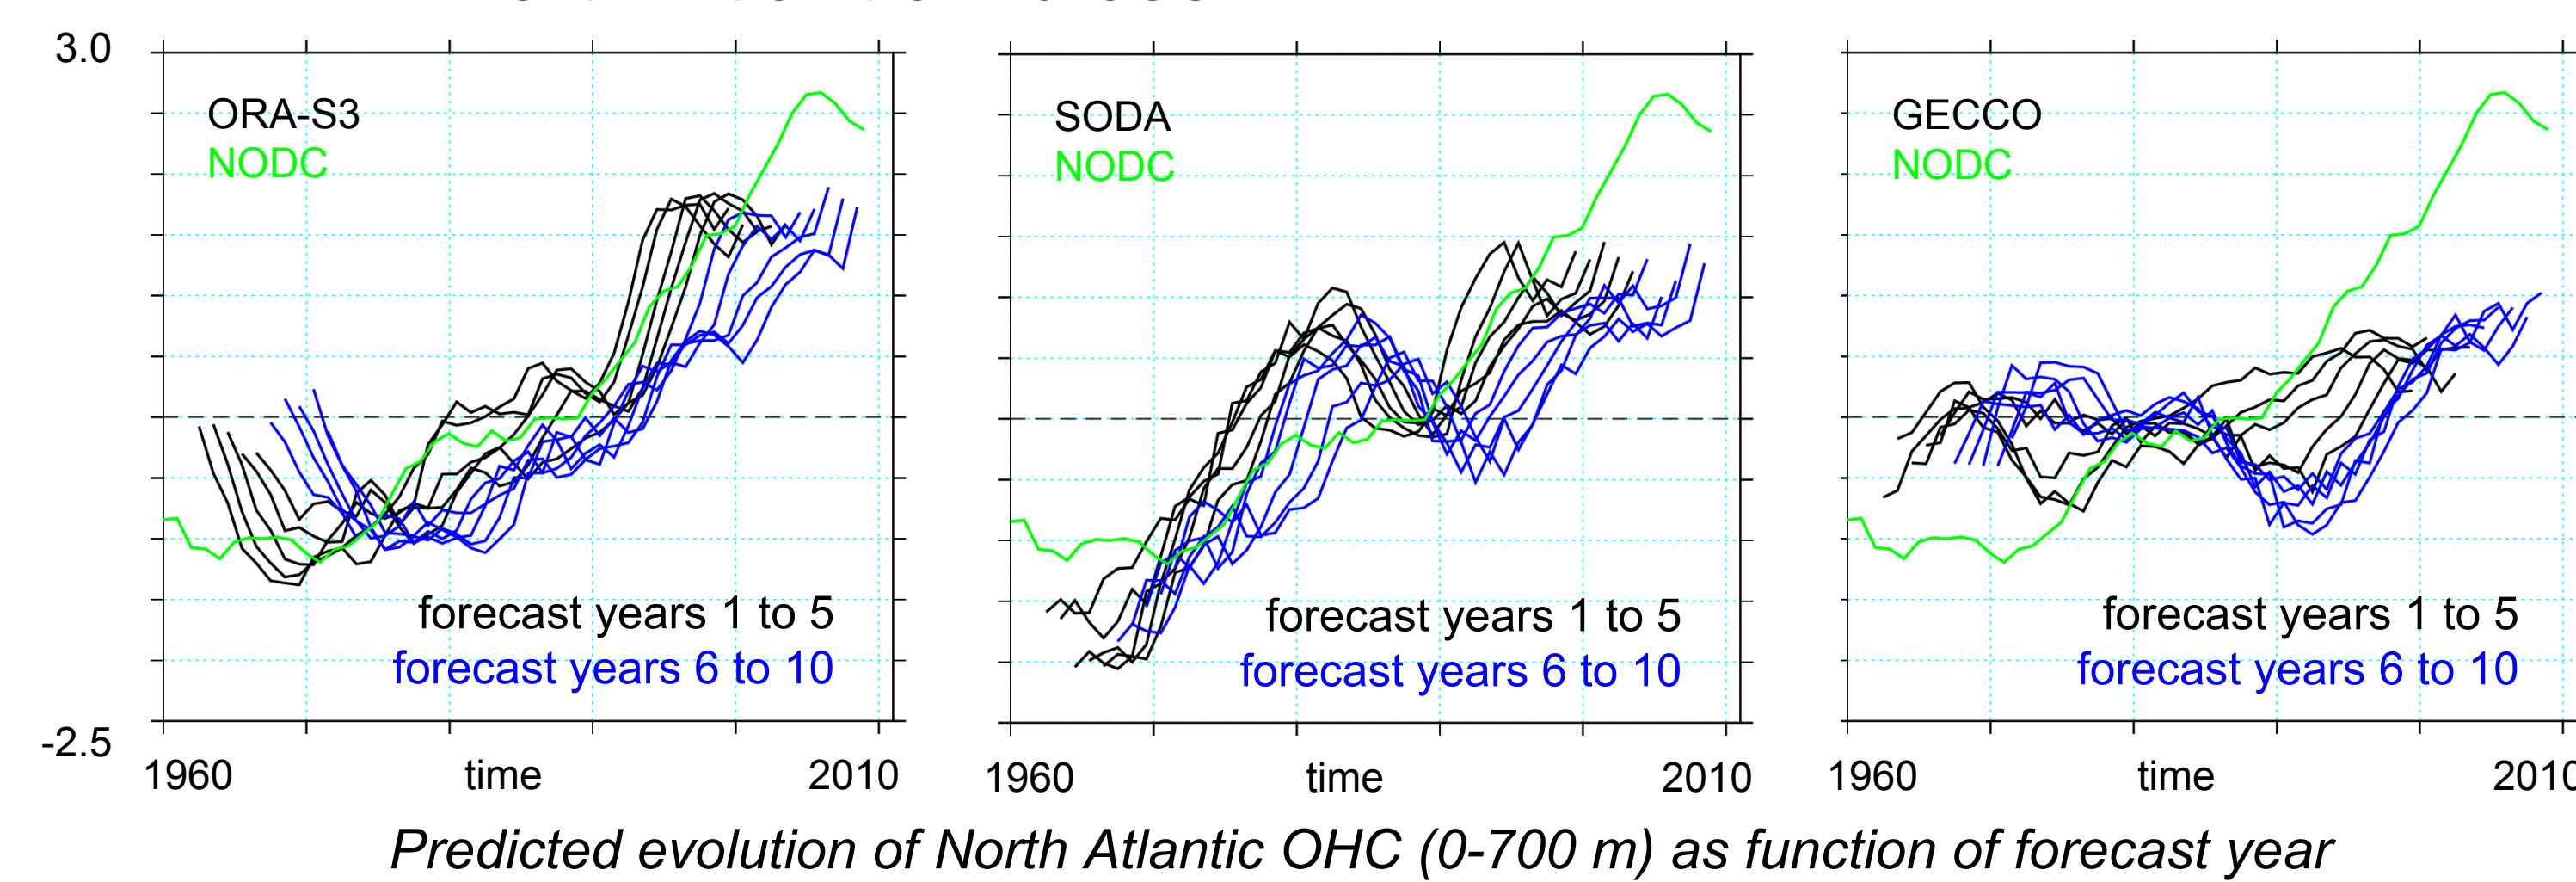 3.0
ORA-S3
NODC
forecast years 1 to 5
forecast years 6 to 10
-2.5
1960 time 2010
SODA
NODC
forecast years 1 to 5
forecast years 6 to 10
1960 time 2010
GECCO
NODC
forecast years 1 to 5
forecast years 6 to 10
1960 time 2010
Predicted evolution of North Atlantic OHC (0-700 m) as function of forecast year